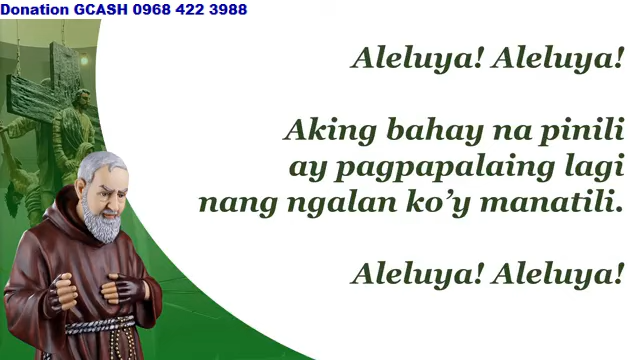 Donation GCASH 0968 422 3988
Aleluya! Aleluya!
Aking bahay na pinili
ay pagpapalaing lagi
nang ngalan ko’y manatili.
Aleluya! Aleluya!